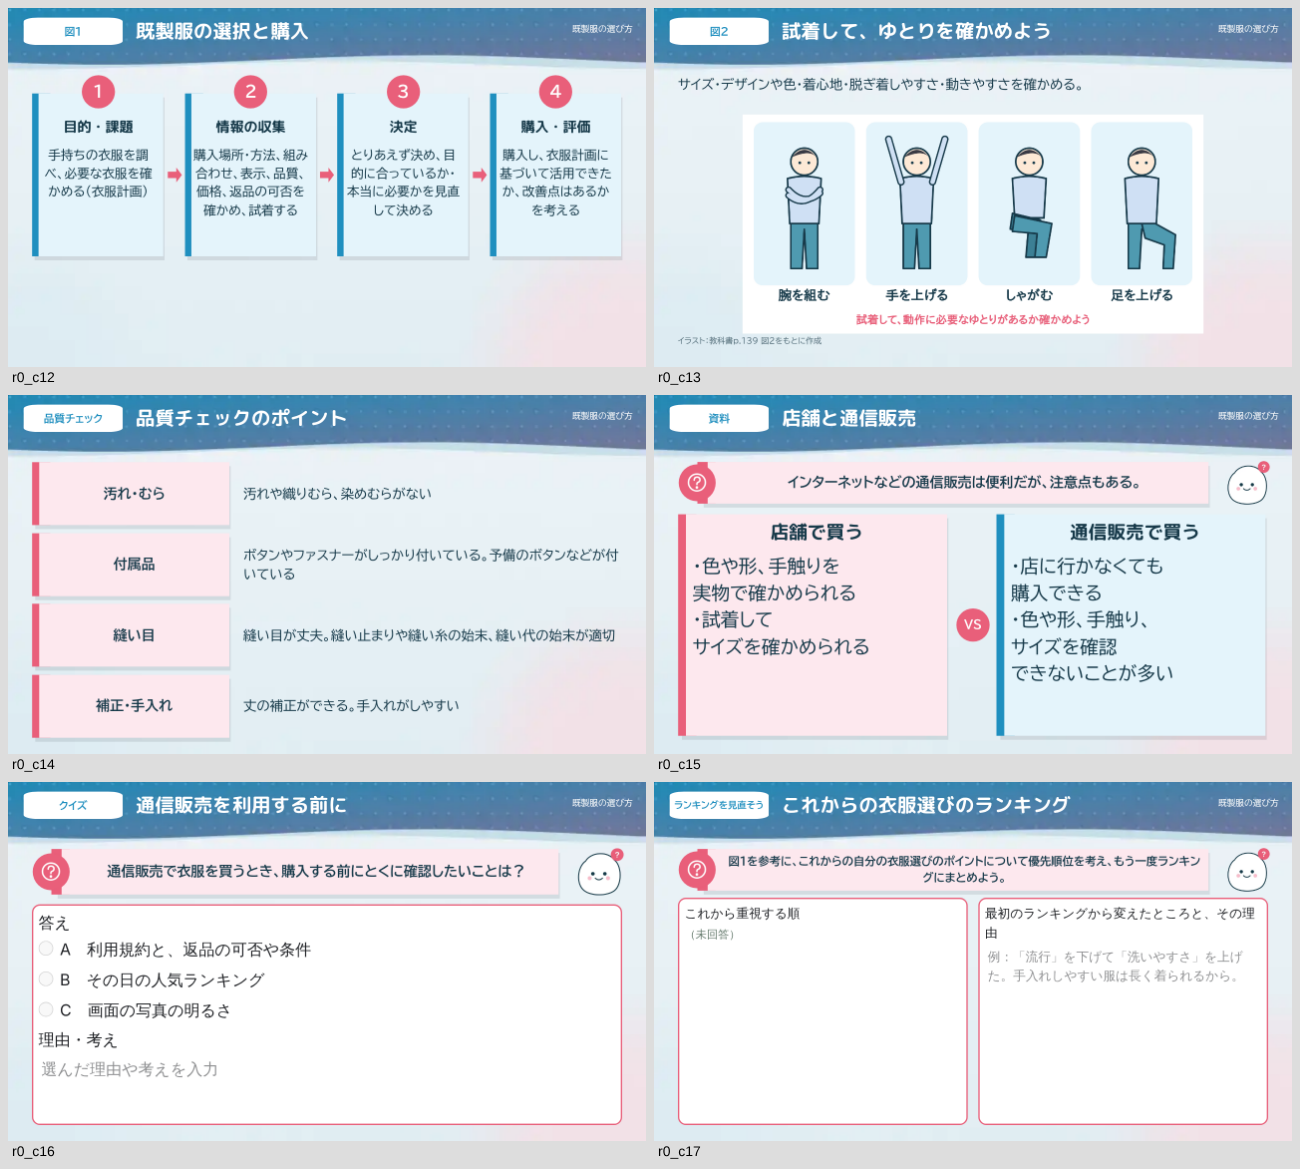 図1
既製服の選択と購入
既製服の選び方
1
目的・課題
手持ちの衣服を調
べ、必要な衣服を確
かめる（衣服計画）
2
情報の収集
購入場所・方法、組み
合わせ、表示、品質、
価格、返品の可否を
確かめ、試着する
3
決定
とりあえず決め、目
的に合っているか・
本当に必要かを見直
して決める
4
購入・評価
購入し、衣服計画に
基づいて活用できた
か、改善点はあるか
を考える
r0_c12
図2
試着して、ゆとりを確かめよう
既製服の選び方
サイズ・デザインや色・着心地・脱ぎ着しやすさ・動きやすさを確かめる。
腕を組む
手を上げる
しゃがむ
足を上げる
試着して、動作に必要なゆとりがあるか確かめよう
イラスト：教科書p.139 図2をもとに作成
r0_c13
品質チェック
品質チェックのポイント
既製服の選び方
汚れ・むら
汚れや織りむら、染めむらがない
付属品
ボタンやファスナーがしっかり付いている。予備のボタンなどが付
いている
縫い目
縫い目が丈夫。縫い止まりや縫い糸の始末、縫い代の始末が適切
補正・手入れ
丈の補正ができる。手入れがしやすい
r0_c14
資料
店舗と通信販売
既製服の選び方
?
インターネットなどの通信販売は便利だが、注意点もある。
?
店舗で買う
・色や形、手触りを
実物で確かめられる
・試着して
サイズを確かめられる
VS
通信販売で買う
・店に行かなくても
購入できる
・色や形、手触り、
サイズを確認
できないことが多い
r0_c15
クイズ
通信販売を利用する前に
既製服の選び方
?
通信販売で衣服を買うとき、購入する前にとくに確認したいことは？
?
答え
A 利用規約と、返品の可否や条件
B その日の人気ランキング
C 画面の写真の明るさ
理由・考え
選んだ理由や考えを入力
r0_c16
ランキングを見直そう
これからの衣服選びのランキング
既製服の選び方
?
図1を参考に、これからの自分の衣服選びのポイントについて優先順位を考え、もう一度ランキン
グにまとめよう。
?
これから重視する順
（未回答）
最初のランキングから変えたところと、その理
由
例：「流行」を下げて「洗いやすさ」を上げ
た。手入れしやすい服は長く着られるから。
r0_c17